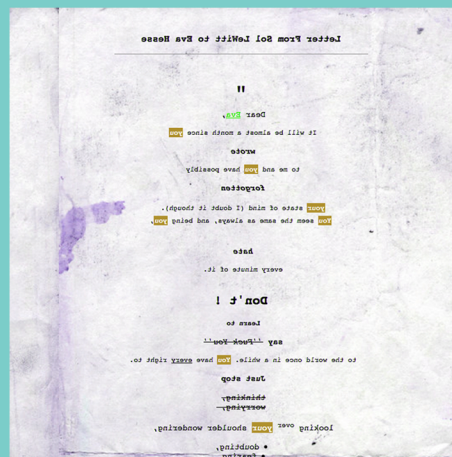 Letter From Sol LeWitt to Eva Hesse
"
Dear Eva,
It will be almost a month since you
wrote
to me and you have possibly
forgotten
your state of mind (I doubt it though).
You seem the same as always, and being you,
hate
every minute of it.
Don't !
Learn to
say ''Fuck You''
to the world once in a while. You have every right to.
Just stop
thinking,
worrying,
looking over your shoulder wondering,
• doubting,
• fearing